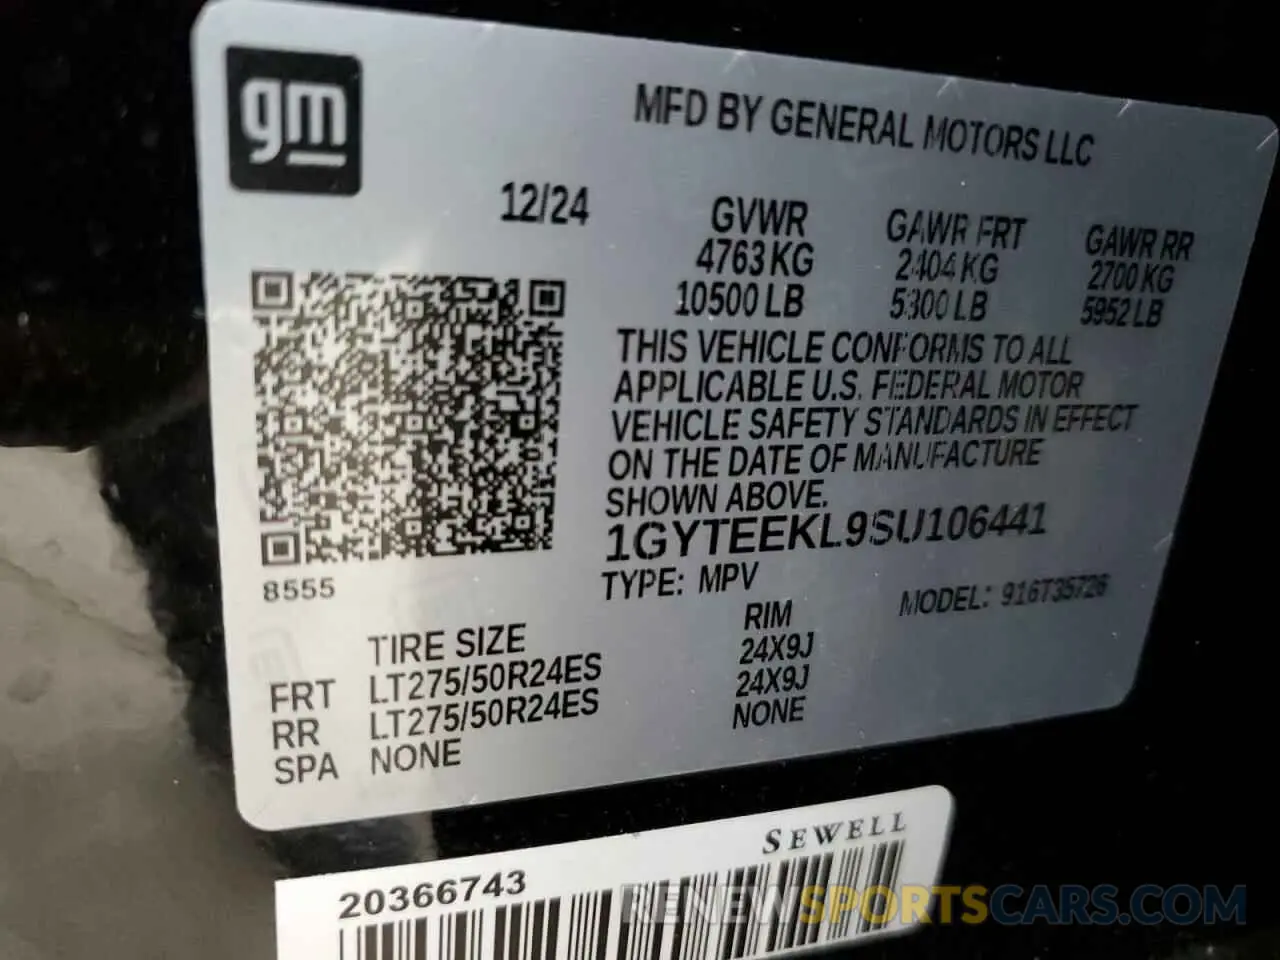 gm
MFD BY GENERAL MOTORS LLC
12/24
GVWR GAWR FRT GAWR RR
4763 KG 2404 KG 2700 KG
10500 LB 5300 LB 5952 LB
THIS VEHICLE CONFORMS TO ALL
APPLICABLE U.S. FEDERAL MOTOR
VEHICLE SAFETY STANDARDS IN EFFECT
ON THE DATE OF MANUFACTURE
SHOWN ABOVE.
1GYTEEKL9SU106441
8555
TYPE: MPV MODEL: 916T35726
TIRE SIZE RIM
FRT LT275/50R24ES 24X9J
RR LT275/50R24ES 24X9J
SPA NONE NONE
SEWELL
20366743
RENEWSPORTSCARS.COM